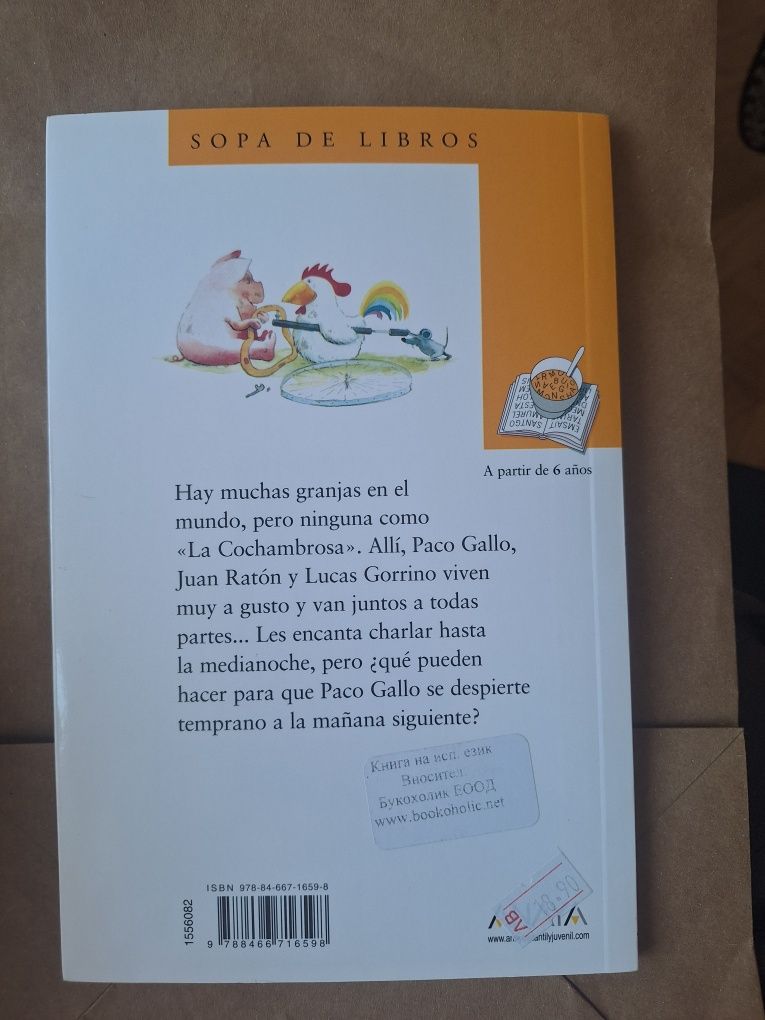 SOPA DE LIBROS
A partir de 6 años
Hay muchas granjas en el
mundo, pero ninguna como
«La Cochambrosa». Allí, Paco Gallo,
Juan Ratón y Lucas Gorrino viven
muy a gusto y van juntos a todas
partes... Les encanta charlar hasta
la medianoche, pero ¿qué pueden
hacer para que Paco Gallo se despierte
temprano a la mañana siguiente?
Книга на исп. език
Вносител:
Букохолик ЕООД
www.bookoholic.net
ISBN 978-84-667-1659-8
1556082
9 788466 716598
АВ